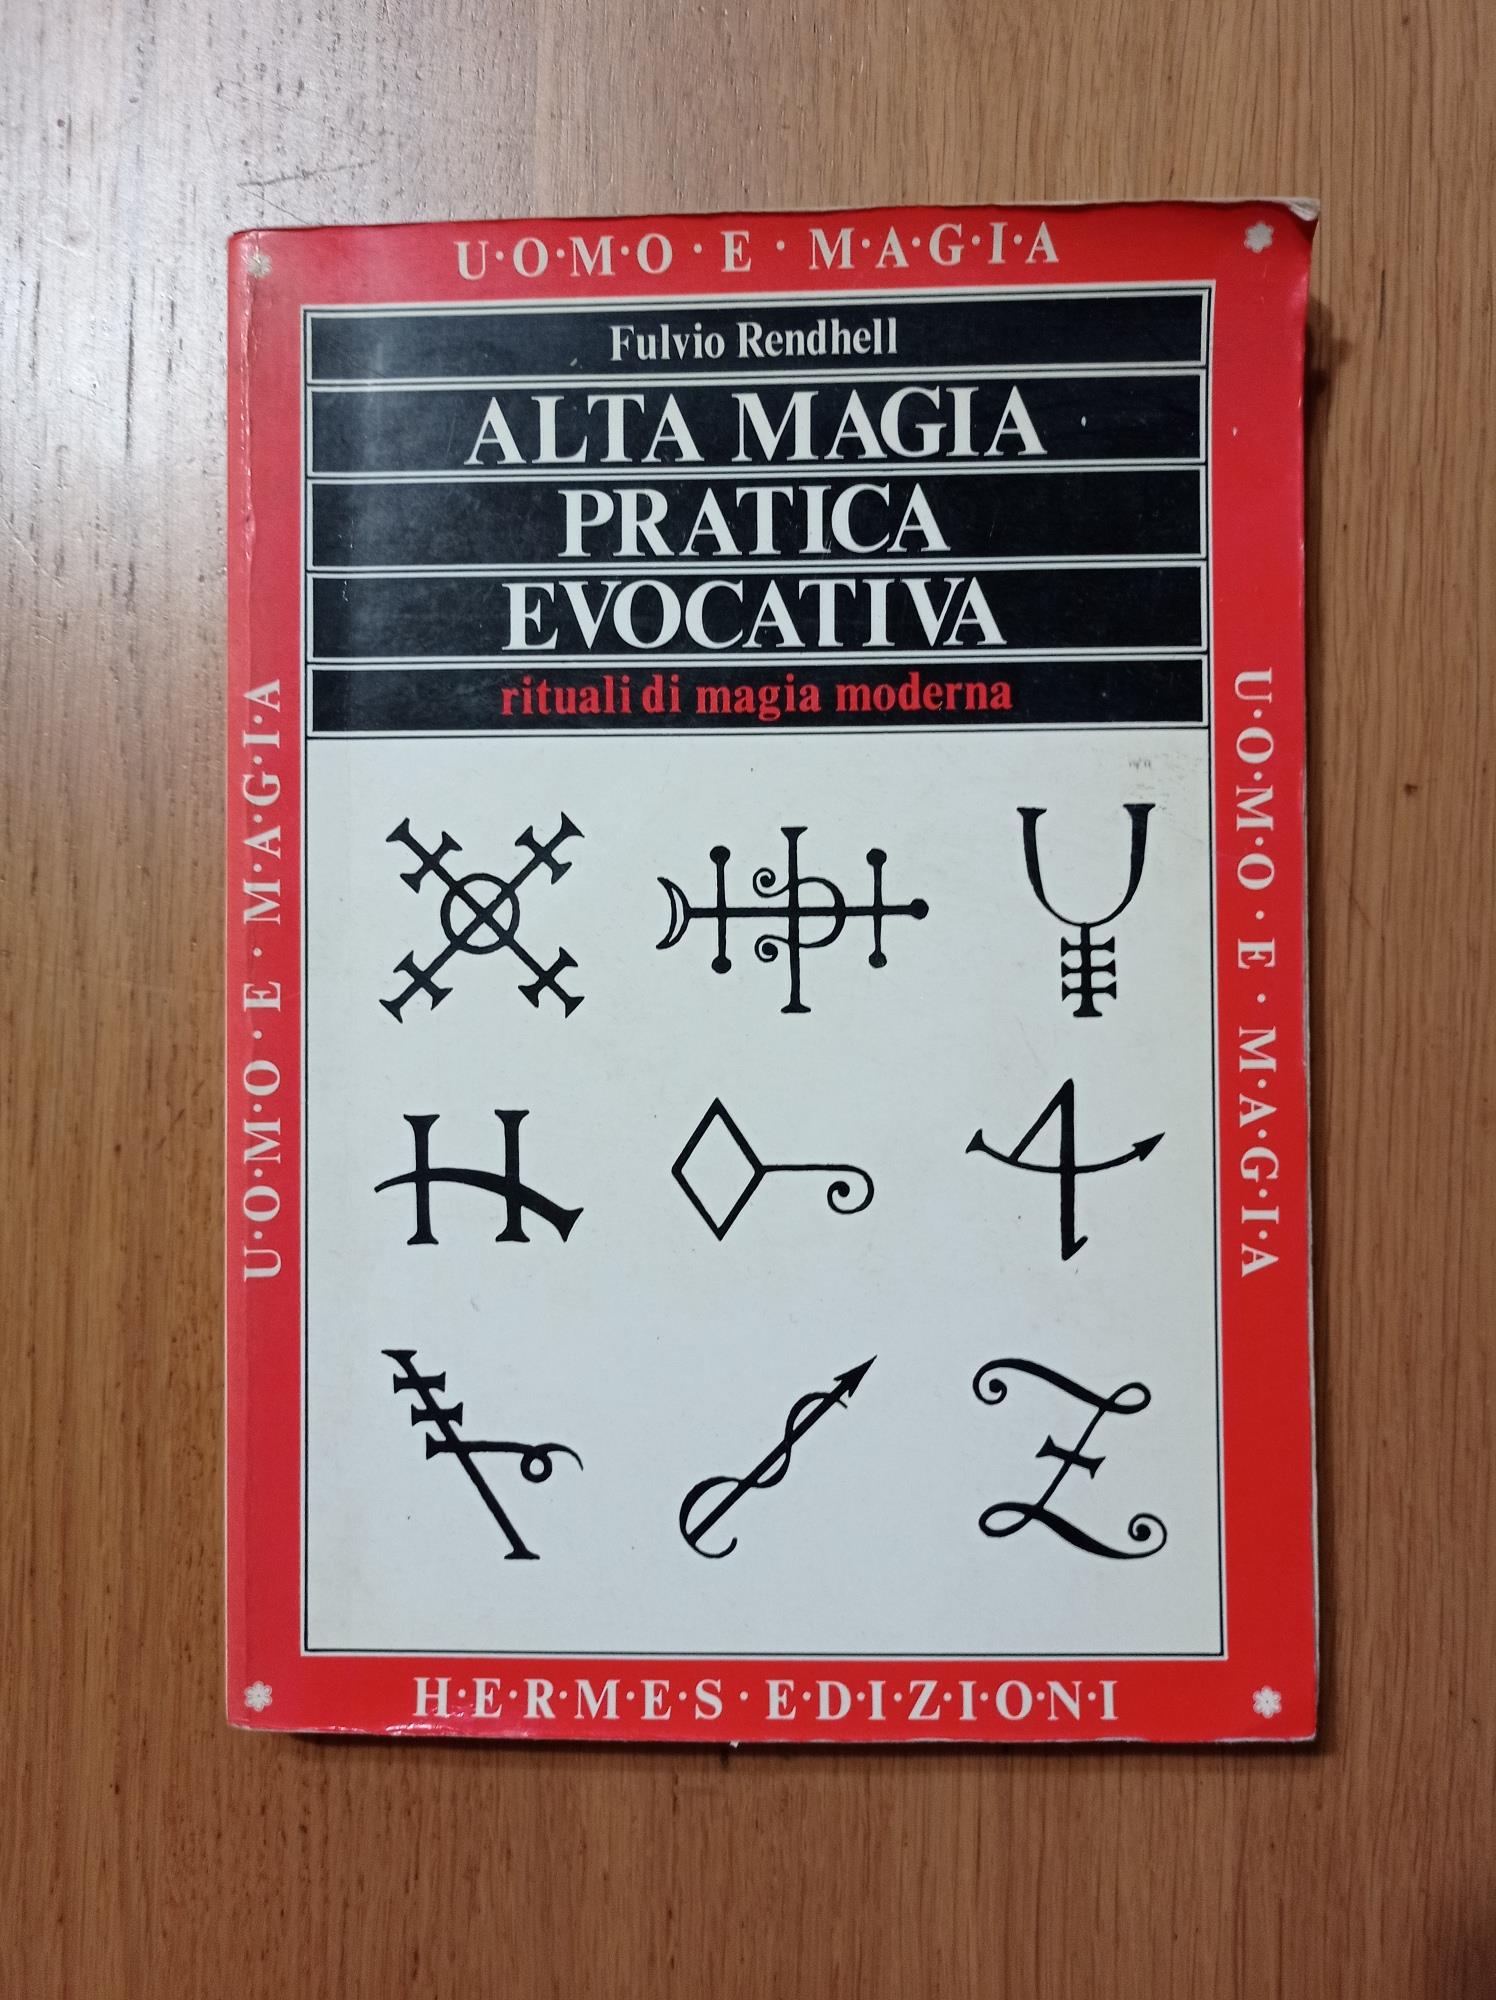 U·O·M·O · E · M·A·G·I·A
Fulvio Rendhell
ALTA MAGIA
PRATICA
EVOCATIVA
rituali di magia moderna
U·O·M·O · E · M·A·G·I·A
U·O·M·O · E · M·A·G·I·A
H·E·R·M·E·S · E·D·I·Z·I·O·N·I